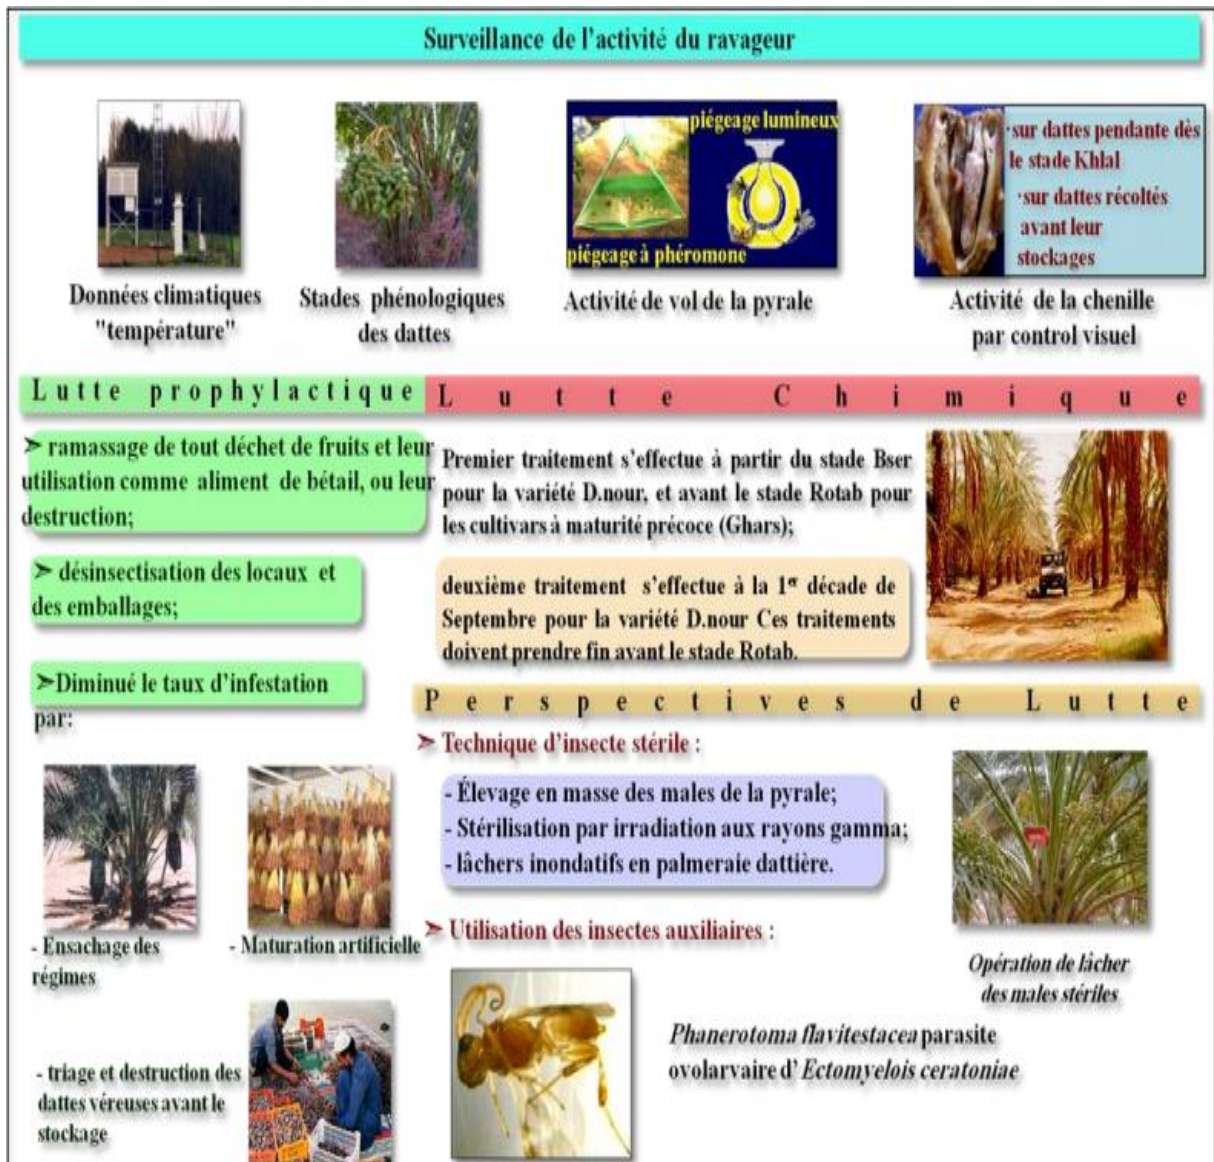 Surveillance de l'activité du ravageur
piégeage lumineux
piégeage à phéromone
·sur dattes pendante dès
le stade Khlal
·sur dattes récoltés
avant leur
stockages
Données climatiques
"température"
Stades phénologiques
des dattes
Activité de vol de la pyrale
Activité de la chenille
par control visuel
Lutte prophylactique
➢ ramassage de tout déchet de fruits et leur
utilisation comme aliment de bétail, ou leur
destruction;
➢ désinsectisation des locaux et
des emballages;
➢Diminué le taux d'infestation
par:
- Ensachage des
régimes
- Maturation artificielle
- triage et destruction des
dattes véreuses avant le
stockage
Lutte Chimique
Premier traitement s'effectue à partir du stade Bser
pour la variété D.nour, et avant le stade Rotab pour
les cultivars à maturité précoce (Ghars);
deuxième traitement s'effectue à la 1er décade de
Septembre pour la variété D.nour Ces traitements
doivent prendre fin avant le stade Rotab.
Perspectives de Lutte
➢ Technique d'insecte stérile :
- Élevage en masse des males de la pyrale;
- Stérilisation par irradiation aux rayons gamma;
- lâchers inondatifs en palmeraie dattière.
Opération de lâcher
des males stériles
➢ Utilisation des insectes auxiliaires :
Phanerotoma flavitestacea parasite
ovolarvaire d' Ectomyelois ceratoniae